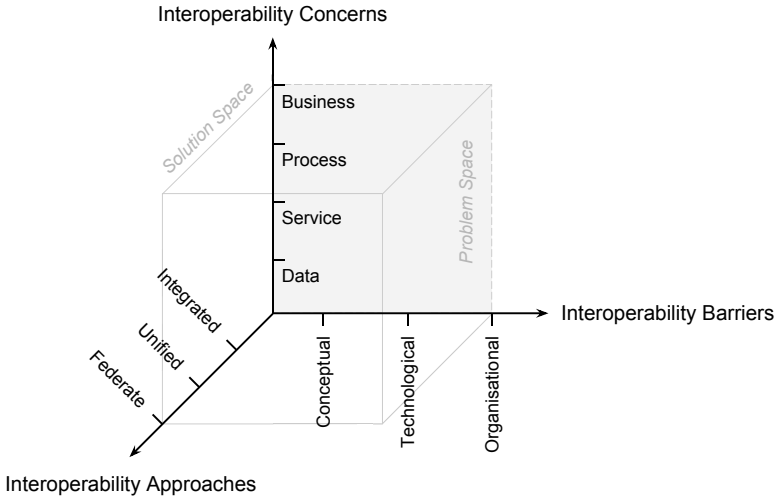 Interoperability Concerns
Solution Space
Business
Process
Service
Data
Problem Space
Interoperability Barriers
Integrated
Unified
Federate
Conceptual
Technological
Organisational
Interoperability Approaches